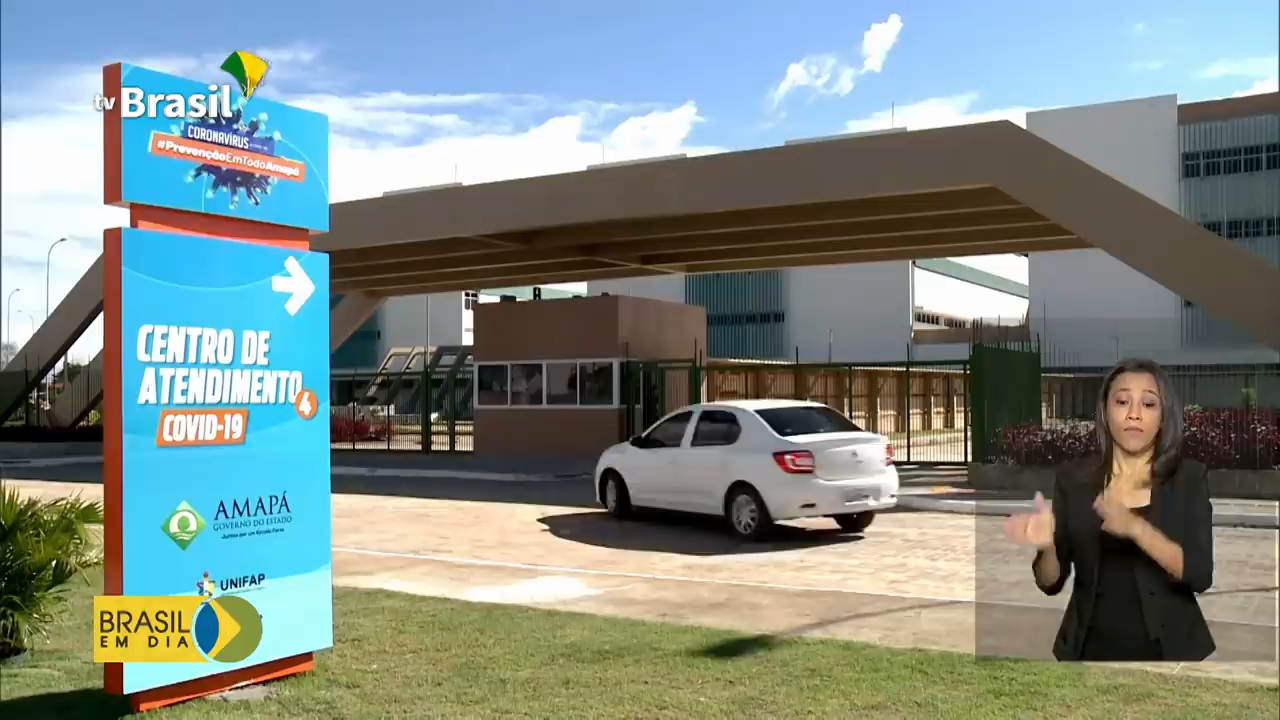 tv Brasil
CORONAVÍRUS
#PrevençãoEmTodoAmapá
CENTRO DE
ATENDIMENTO
4
COVID-19
AMAPÁ
GOVERNO DO ESTADO
UNIFAP
BRASIL
EM DIA